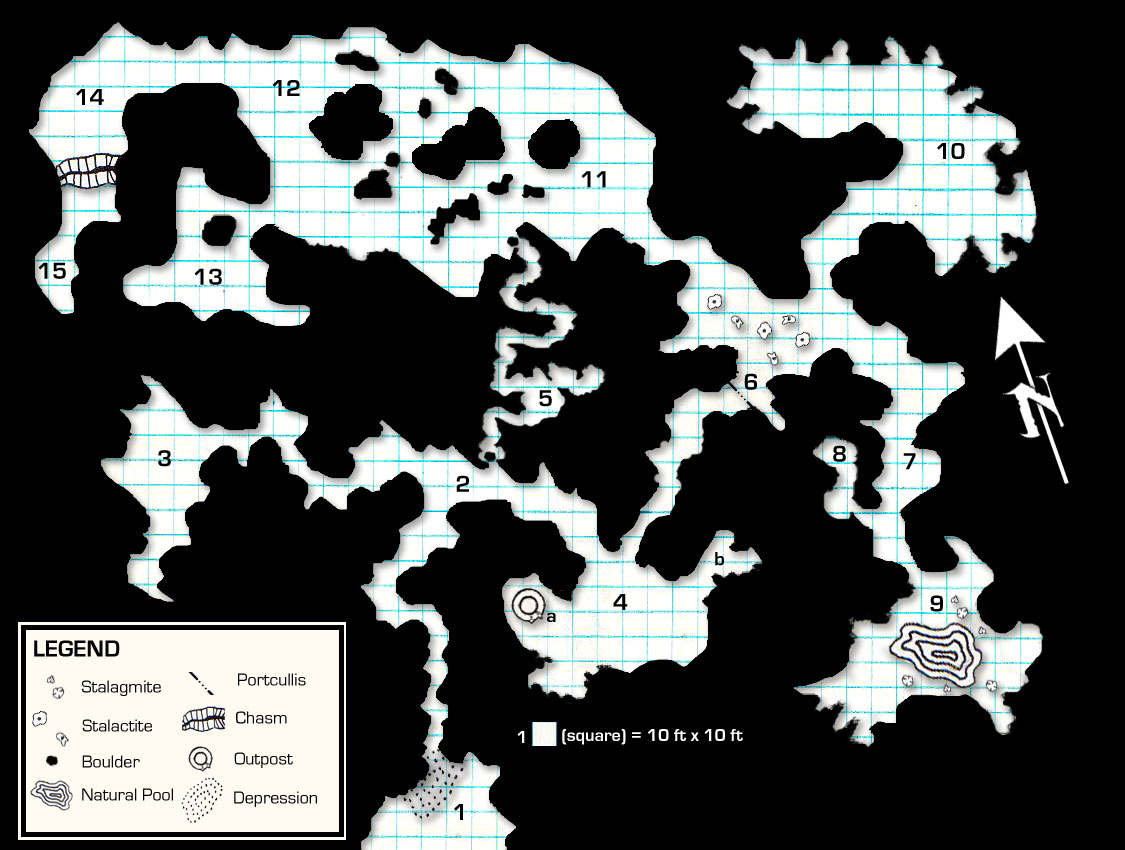 14
12
10
11
15
13
6
5
8
7
3
2
b
9
4
a
LEGEND
Stalagmite
Portcullis
Stalactite
Chasm
Boulder
Outpost
Natural Pool
Depression
1 (square) = 10 ft x 10 ft
1
N